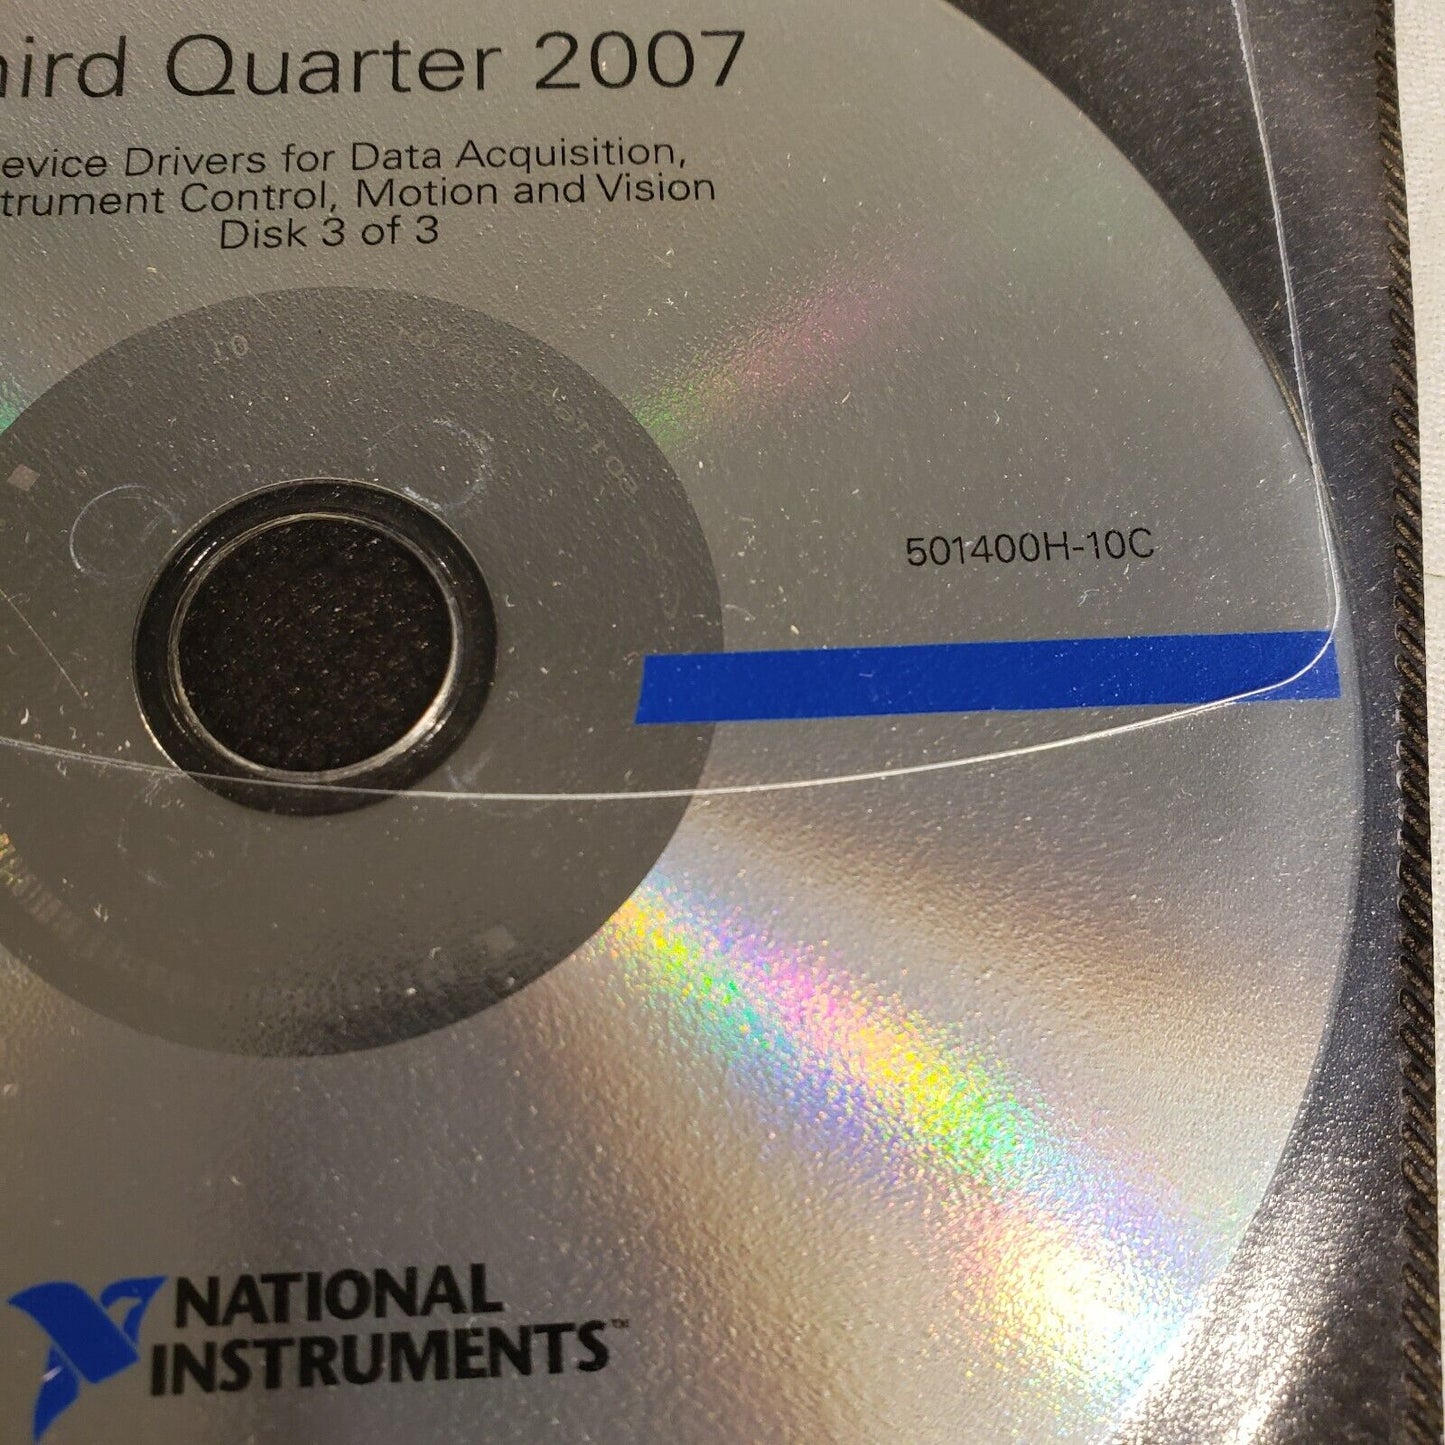 hird Quarter 2007
evice Drivers for Data Acquisition,
trument Control, Motion and Vision
Disk 3 of 3
501400H-10C
NATIONAL
INSTRUMENTS™